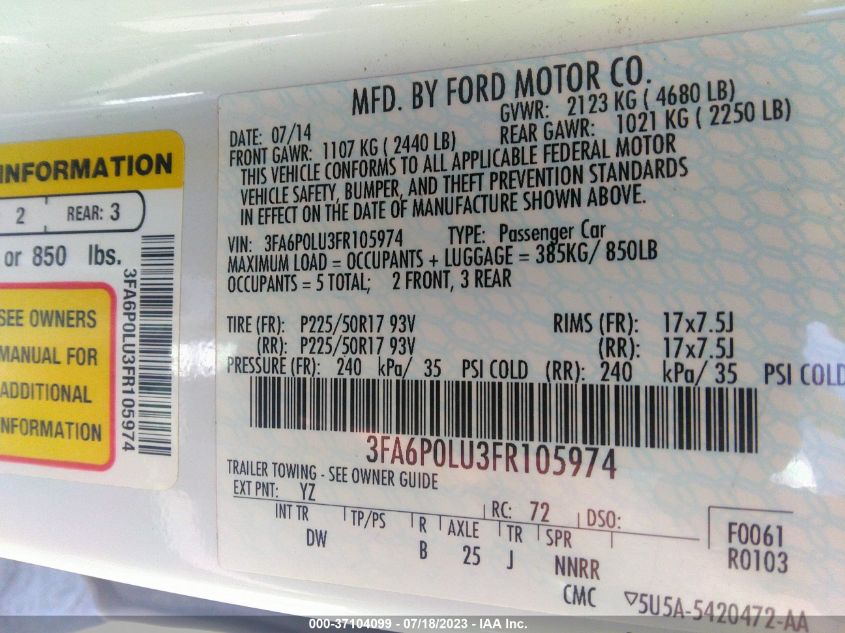 INFORMATION
2 REAR: 3
or 850 lbs.
SEE OWNERS
MANUAL FOR
ADDITIONAL
INFORMATION
3FA6P0LU3FR105974
MFD. BY FORD MOTOR CO.
DATE: 07/14 GVWR: 2123 KG ( 4680 LB)
FRONT GAWR: 1107 KG ( 2440 LB) REAR GAWR: 1021 KG ( 2250 LB)
THIS VEHICLE CONFORMS TO ALL APPLICABLE FEDERAL MOTOR
VEHICLE SAFETY, BUMPER, AND THEFT PREVENTION STANDARDS
IN EFFECT ON THE DATE OF MANUFACTURE SHOWN ABOVE.
VIN: 3FA6P0LU3FR105974 TYPE: Passenger Car
MAXIMUM LOAD = OCCUPANTS + LUGGAGE = 385KG/ 850LB
OCCUPANTS = 5 TOTAL; 2 FRONT, 3 REAR
TIRE (FR): P225/50R17 93V RIMS (FR): 17x7.5J
(RR): P225/50R17 93V (RR): 17x7.5J
PRESSURE (FR): 240 kPa/ 35 PSI COLD (RR): 240 kPa/ 35 PSI COLD
3FA6P0LU3FR105974
TRAILER TOWING - SEE OWNER GUIDE
EXT PNT: YZ RC: 72 DSO:
INT TR TP/PS R AXLE TR SPR
DW B 25 J NNRR
F0061
R0103
CMC ▽5U5A-5420472-AA
000-37104099 - 07/18/2023 - IAA Inc.